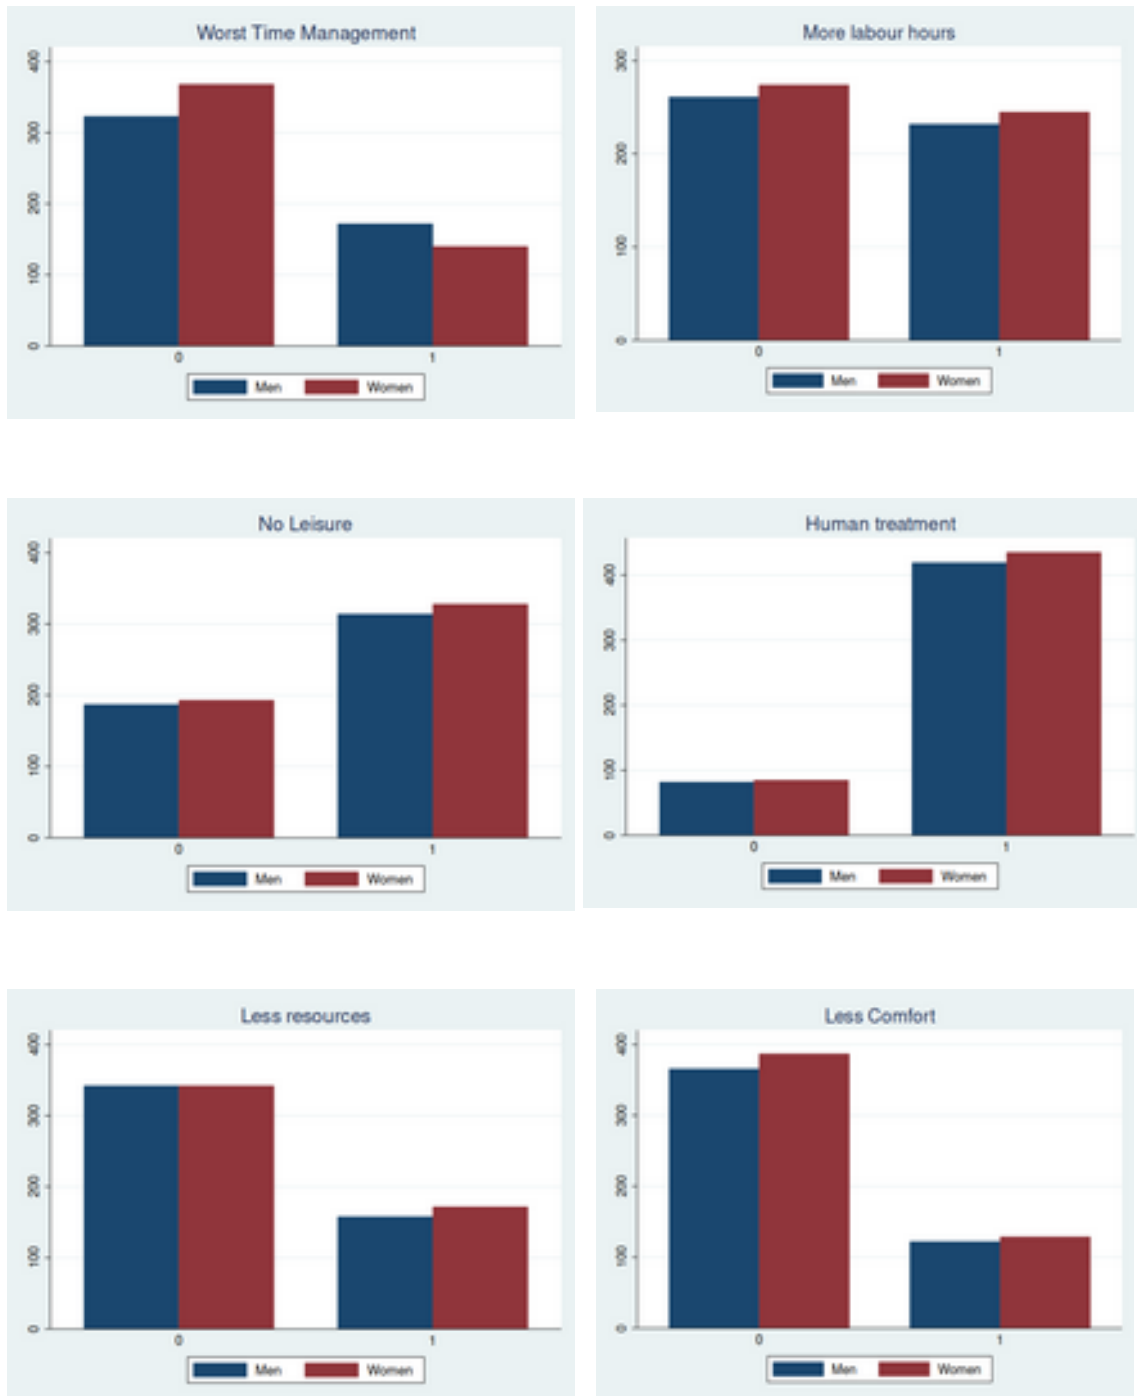 Worst Time Management
400
300
200
100
0
0 1
Men Women
More labour hours
300
200
100
0
0 1
Men Women
No Leisure
400
300
200
100
0
0 1
Men Women
Human treatment
400
300
200
100
0
0 1
Men Women
Less resources
400
300
200
100
0
0 1
Men Women
Less Comfort
400
300
200
100
0
0 1
Men Women